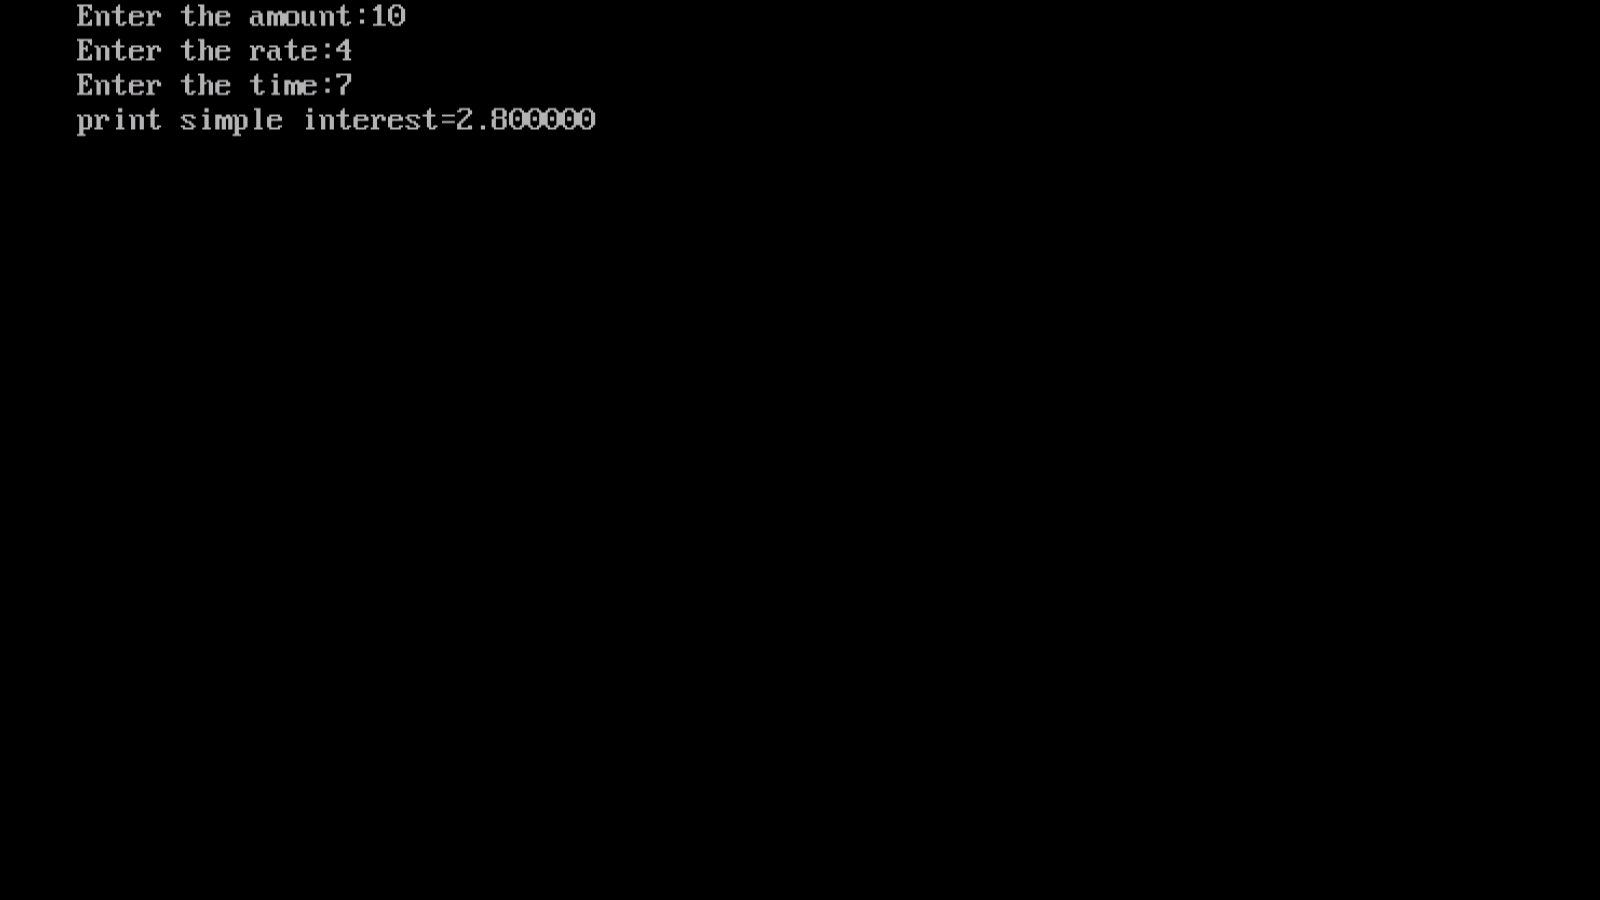 Enter the amount:10
Enter the rate:4
Enter the time:7
print simple interest=2.800000